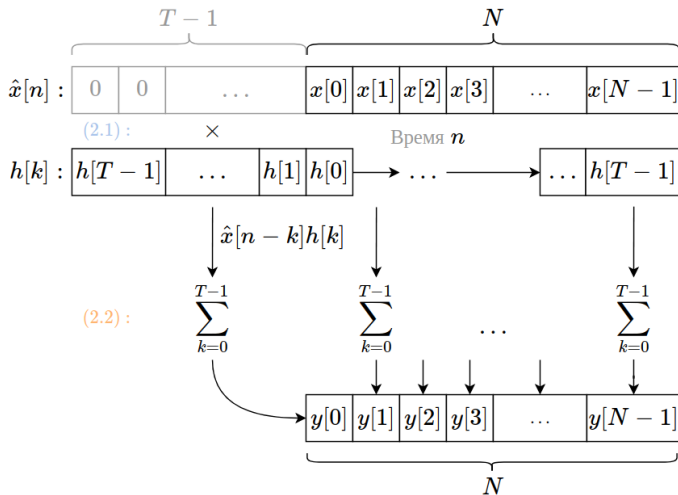 T − 1 N
x̂[n] : 0 0 ... x[0] x[1] x[2] x[3] ... x[N − 1]
(2.1) : × Время n
h[k] : h[T − 1] ... h[1] h[0] ... ... h[T − 1]
x̂[n − k]h[k]
T−1 T−1 T−1
(2.2) : ∑ ∑ ... ∑
k=0 k=0 k=0
y[0] y[1] y[2] y[3] ... y[N − 1]
N